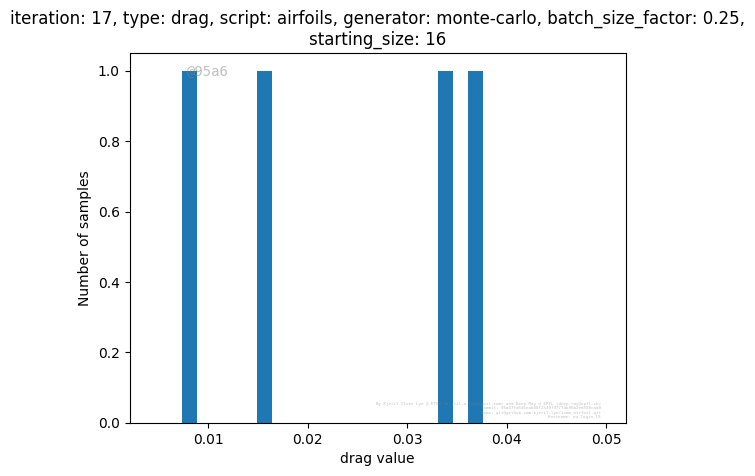 iteration: 17, type: drag, script: airfoils, generator: monte-carlo, batch_size_factor: 0.25,
starting_size: 16
1.0
@95a6
0.8
0.6
0.4
0.2
0.0
Number of samples
0.01
0.02
0.03
0.04
0.05
drag value